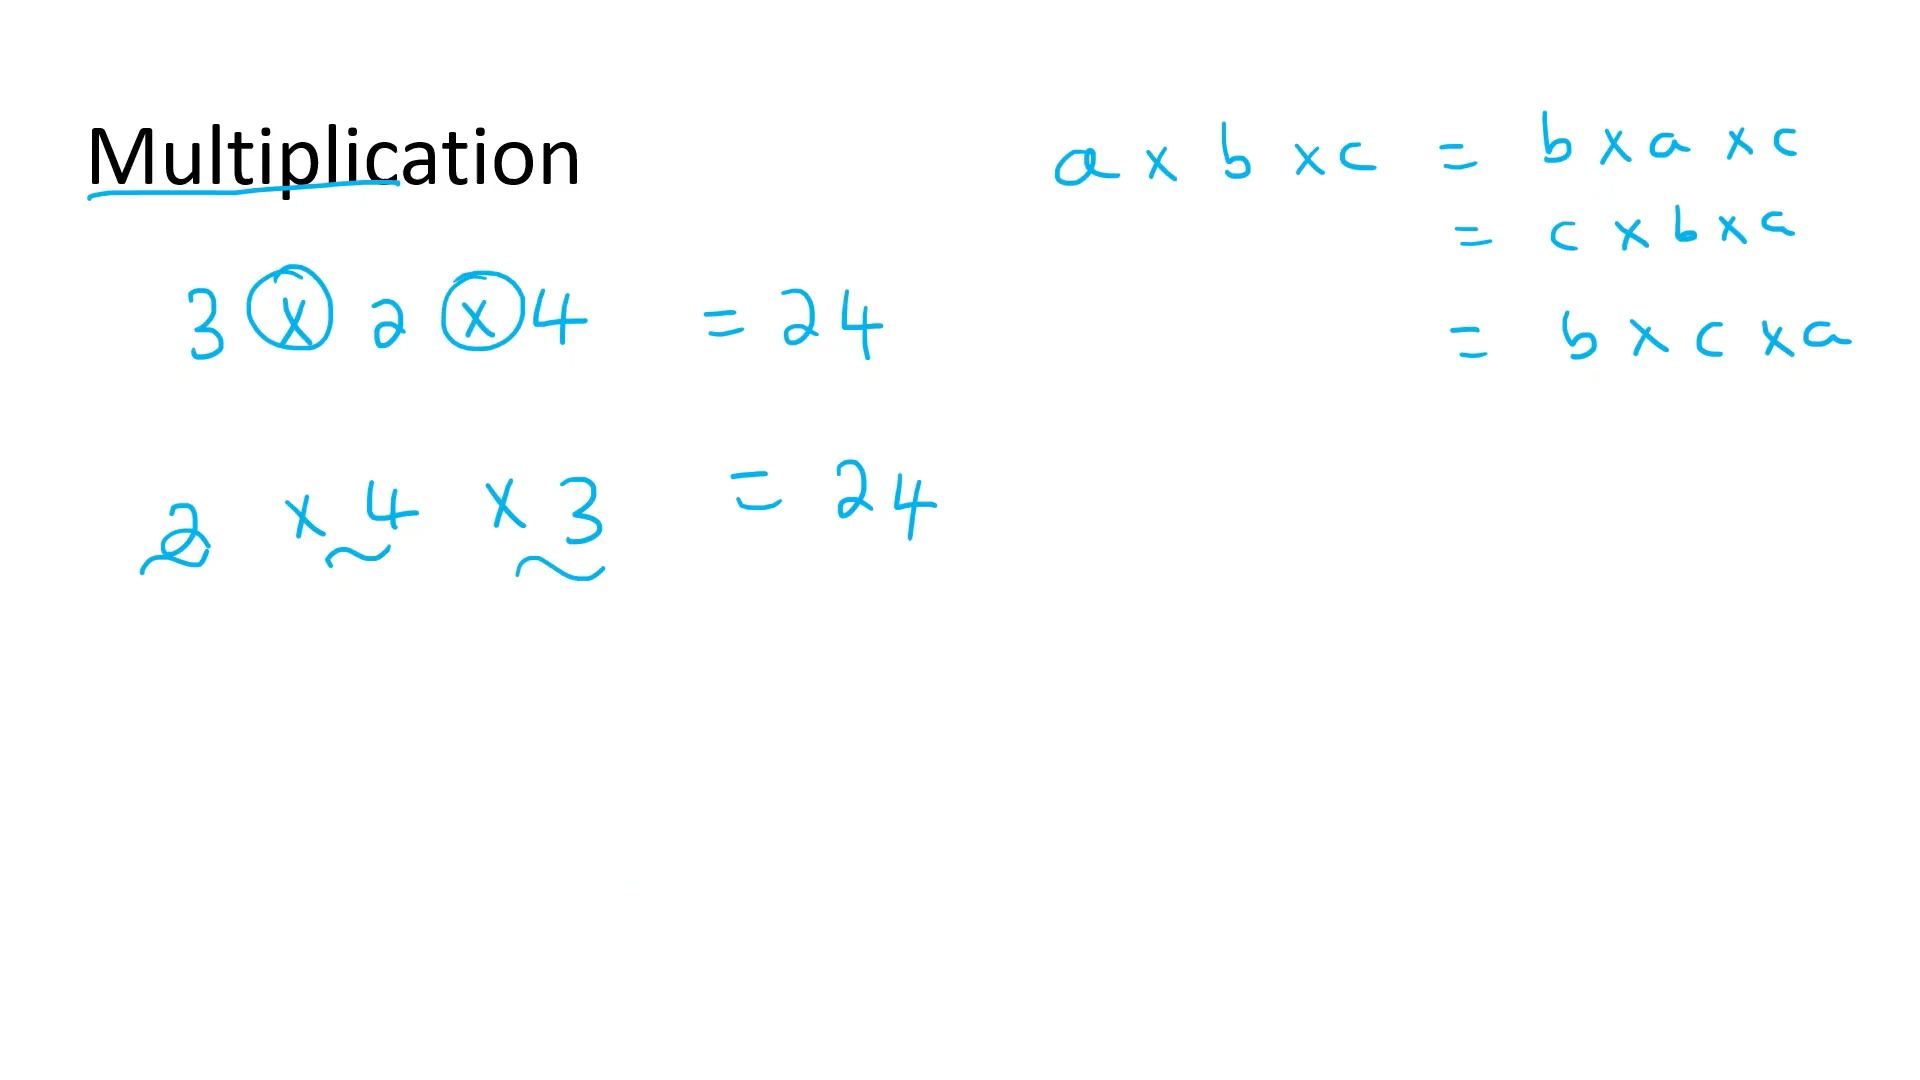 Multiplication
3 x 2 x 4 = 24
2 x 4 x 3 = 24
a x b x c = b x a x c
= c x b x a
= b x c x a